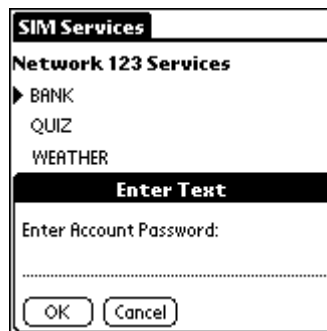 SIM Services
Network 123 Services
BANK
QUIZ
WEATHER
Enter Text
Enter Account Password:
OK Cancel